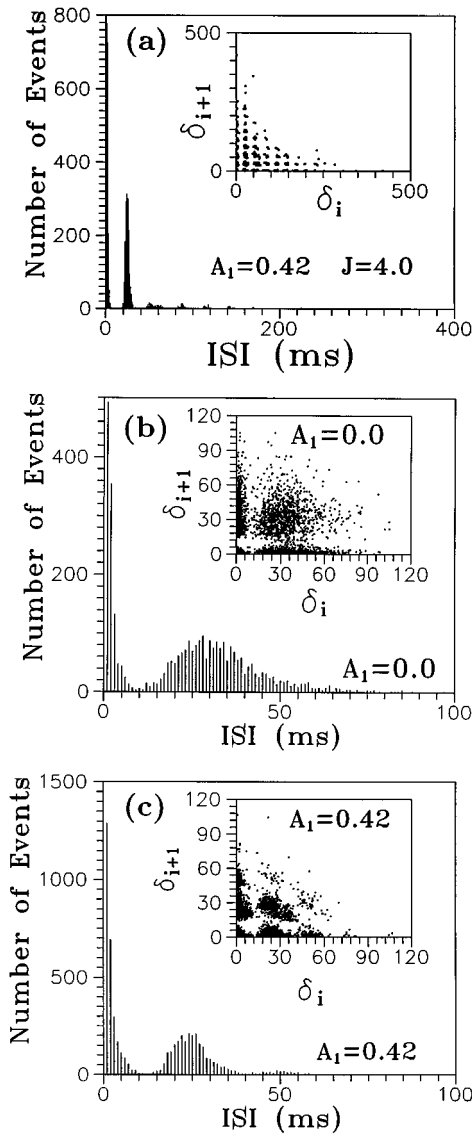 (a)
800
600
400
200
0
Number of Events
500
0
δi+1
0
500
δi
A1=0.42 J=4.0
0
200
400
ISI (ms)
(b)
400
200
0
Number of Events
120
90
60
30
0
δi+1
A1=0.0
0 30 60 90 120
δi
A1=0.0
0
50
100
ISI (ms)
(c)
1500
1000
500
0
Number of Events
120
90
60
30
0
δi+1
A1=0.42
0 30 60 90 120
δi
A1=0.42
0
50
100
ISI (ms)